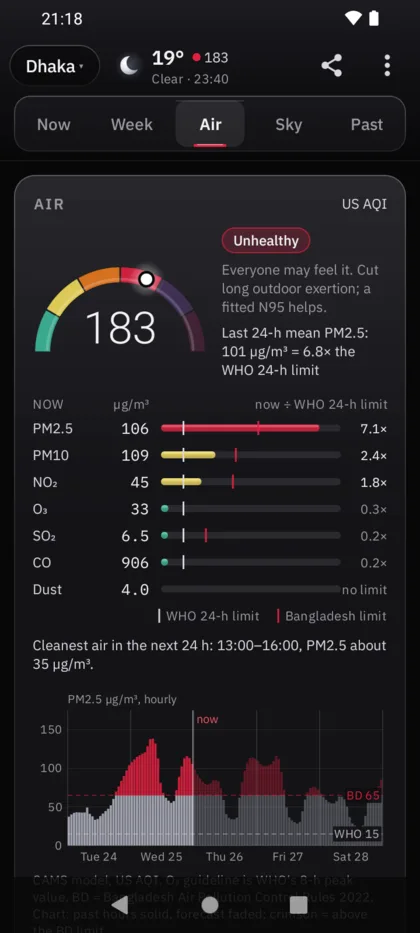 21:18
Dhaka
19° 183
Clear · 23:40
Now Week Air Sky Past
AIR US AQI
Unhealthy
Everyone may feel it. Cut
long outdoor exertion; a
fitted N95 helps.
183
Last 24-h mean PM2.5:
101 µg/m³ = 6.8× the
WHO 24-h limit
NOW µg/m³ now ÷ WHO 24-h limit
PM2.5 106 7.1×
PM10 109 2.4×
NO₂ 45 1.8×
O₃ 33 0.3×
SO₂ 6.5 0.2×
CO 906 0.2×
Dust 4.0 no limit
WHO 24-h limit Bangladesh limit
Cleanest air in the next 24 h: 13:00–16:00, PM2.5 about
35 µg/m³.
PM2.5 µg/m³, hourly
now
150
100
BD 65
50
WHO 15
0
Tue 24 Wed 25 Thu 26 Fri 27 Sat 28
CAMS model, US AQI. O₃ guideline is WHO's 8-h peak
value. BD = Bangladesh Air Pollution Control Rules 2022.
Chart: past hours solid, forecast faded; crimson = above
the BD limit.